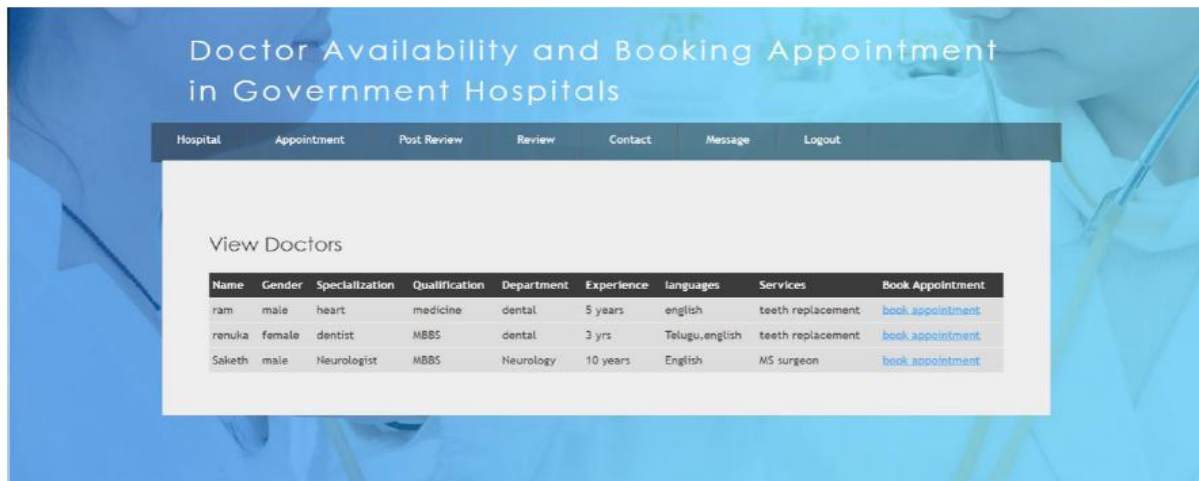 Doctor Availability and Booking Appointment
in Government Hospitals
Hospital Appointment Post Review Review Contact Message Logout
View Doctors
Name Gender Specialization Qualification Department Experience languages Services Book Appointment
ram male heart medicine dental 5 years english teeth replacement book appointment
renuka female dentist MBBS dental 3 yrs Telugu,english teeth replacement book appointment
Saketh male Neurologist MBBS Neurology 10 years English MS surgeon book appointment